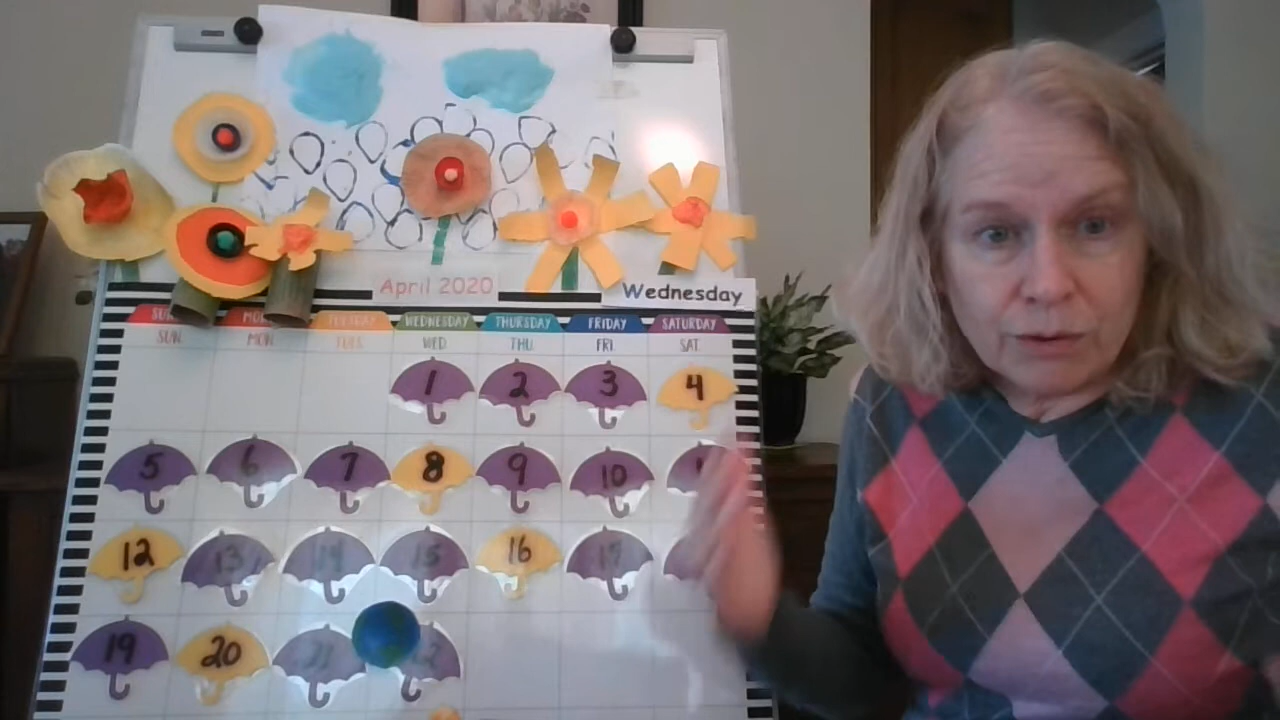 April 2020 Wednesday
SUN MON TUESDAY WEDNESDAY THURSDAY FRIDAY SATURDAY
SUN. MON. TUES. WED. THU. FRI. SAT.
1 2 3 4
5 6 7 8 9 10
12 13 14 15 16 17
19 20 21